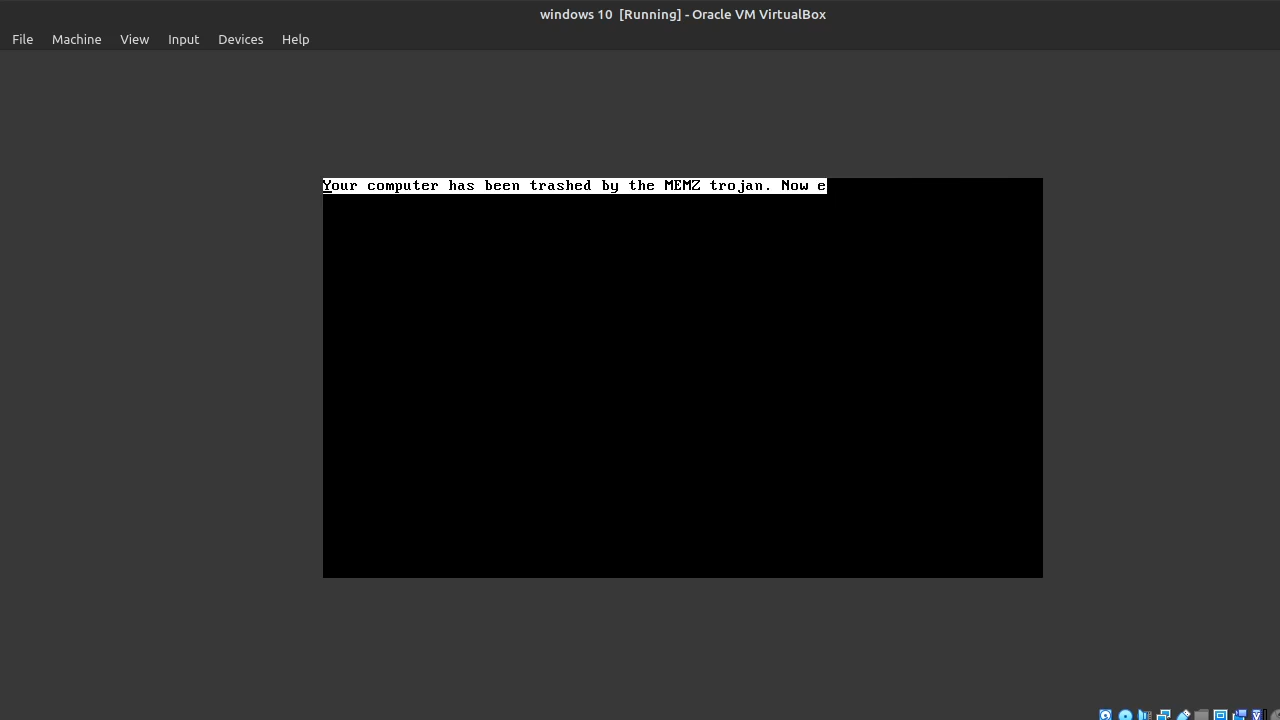 windows 10 [Running] - Oracle VM VirtualBox
File Machine View Input Devices Help
Your computer has been trashed by the MEMZ trojan. Now e